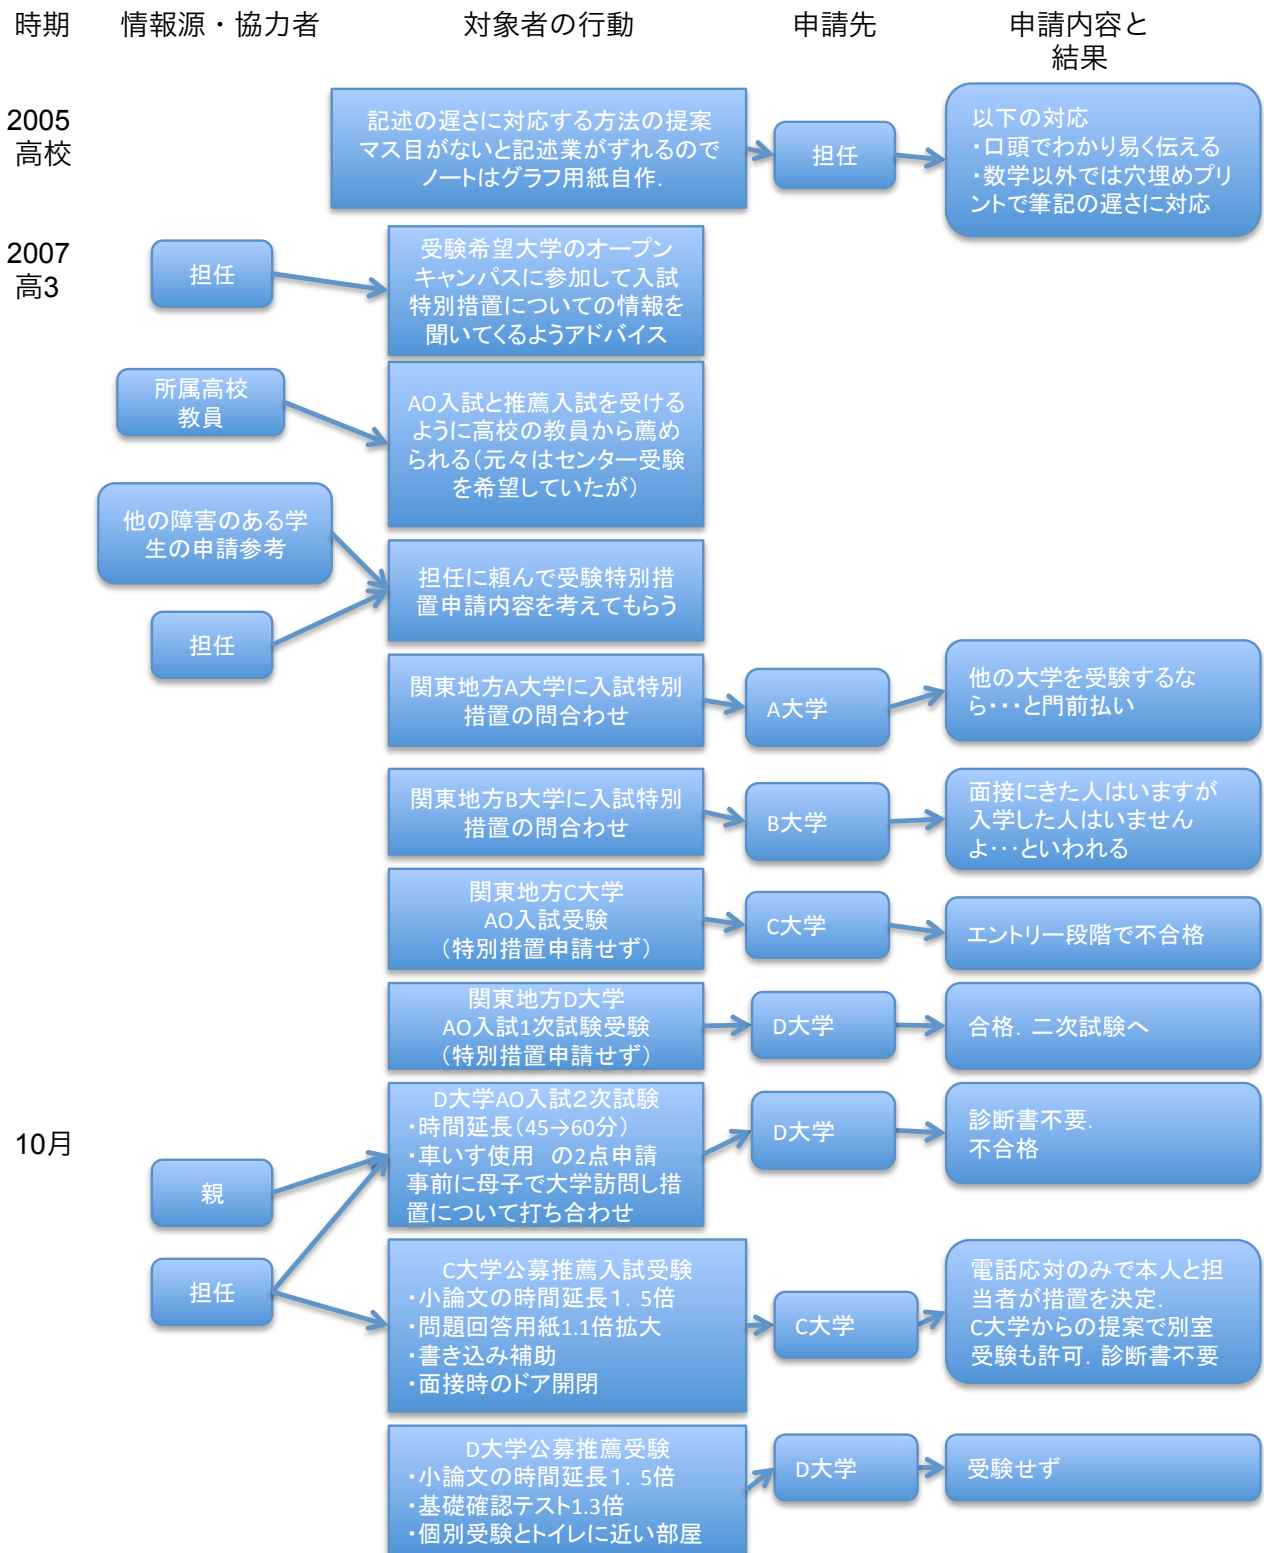 時期
情報源・協力者
対象者の行動
申請先
申請内容と
結果
2005
高校
記述の遅さに対応する方法の提案
マス目がないと記述業がずれるので
ノートはグラフ用紙自作.
担任
以下の対応
・口頭でわかり易く伝える
・数学以外では穴埋めプリ
ントで筆記の遅さに対応
2007
高3
担任
受験希望大学のオープン
キャンパスに参加して入試
特別措置についての情報を
聞いてくるようアドバイス
所属高校
教員
AO入試と推薦入試を受ける
ように高校の教員から薦め
られる(元々はセンター受験
を希望していたが)
他の障害のある学
生の申請参考
担任
担任に頼んで受験特別措
置申請内容を考えてもらう
関東地方A大学に入試特別
措置の問合わせ
A大学
他の大学を受験するな
ら・・・と門前払い
関東地方B大学に入試特別
措置の問合わせ
B大学
面接にきた人はいますが
入学した人はいません
よ・・・といわれる
関東地方C大学
AO入試受験
(特別措置申請せず)
C大学
エントリー段階で不合格
関東地方D大学
AO入試1次試験受験
(特別措置申請せず)
D大学
合格. 二次試験へ
10月
親
担任
D大学AO入試2次試験
・時間延長(45→60分)
・車いす使用 の2点申請
事前に母子で大学訪問し措
置について打ち合わせ
D大学
診断書不要.
不合格
C大学公募推薦入試受験
・小論文の時間延長1.5倍
・問題回答用紙1.1倍拡大
・書き込み補助
・面接時のドア開閉
C大学
電話応対のみで本人と担
当者が措置を決定.
C大学からの提案で別室
受験も許可. 診断書不要
D大学公募推薦受験
・小論文の時間延長1.5倍
・基礎確認テスト1.3倍
・個別受験とトイレに近い部屋
D大学
受験せず